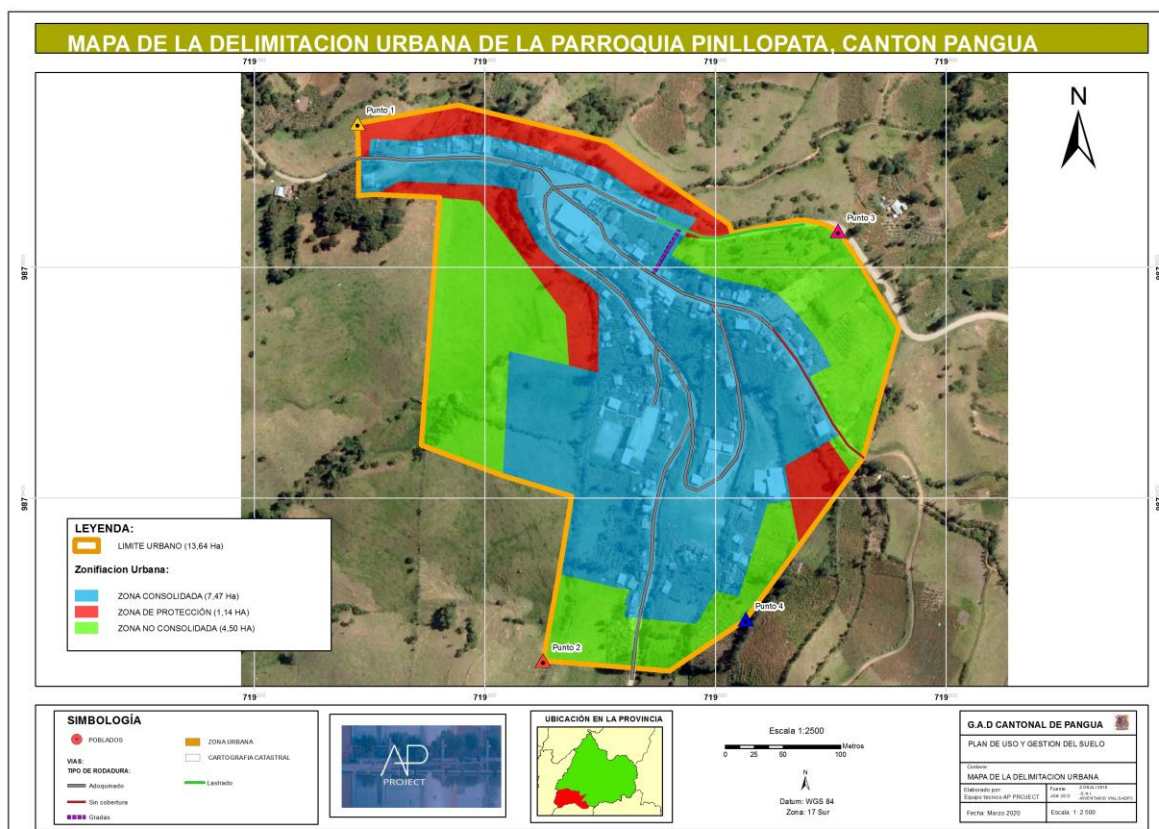 MAPA DE LA DELIMITACION URBANA DE LA PARROQUIA PINLLOPATA, CANTON PANGUA
719
719
719
719
Punto 1
N
Punto 3
987
987
987
987
LEYENDA:
LIMITE URBANO (13,64 Ha)
Zonifiacion Urbana:
ZONA CONSOLIDADA (7,47 Ha)
ZONA DE PROTECCIÓN (1,14 HA)
ZONA NO CONSOLIDADA (4,50 HA)
Punto 4
Punto 2
719
719
719
719
SIMBOLOGÍA
POBLADOS
ZONA URBANA
CARTOGRAFIA CATASTRAL
VIAS:
TIPO DE RODADURA:
Adoquinado
Lastrado
Sin cobertura
Gradas
AP
PROJECT
UBICACIÓN EN LA PROVINCIA
Escala 1:2500
Metros
0 25 50 100
N
Datum: WGS 84
Zona: 17 Sur
G.A.D CANTONAL DE PANGUA
PLAN DE USO Y GESTION DEL SUELO
Contiene:
MAPA DE LA DELIMITACION URBANA
Elaborado por:
Equipo tecnico AP PROJECT
Fuente:
Fecha: Marzo 2020
Escala: 1: 2 500